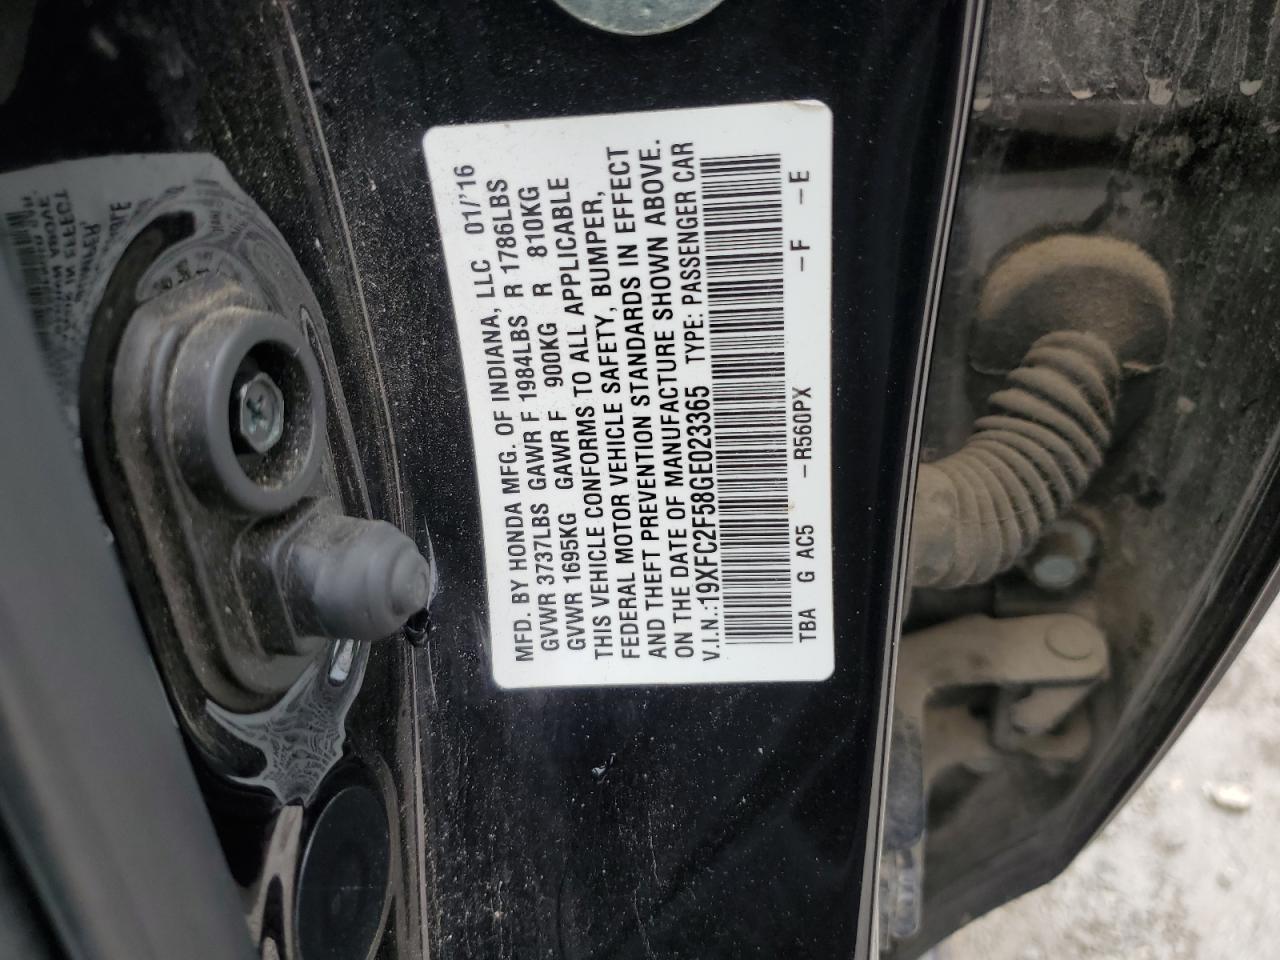 MFD. BY HONDA MFG. OF INDIANA, LLC 01/'16
GVWR 3737LBS GAWR F 1984LBS R 1786LBS
GVWR 1695KG GAWR F 900KG R 810KG
THIS VEHICLE CONFORMS TO ALL APPLICABLE
FEDERAL MOTOR VEHICLE SAFETY, BUMPER,
AND THEFT PREVENTION STANDARDS IN EFFECT
ON THE DATE OF MANUFACTURE SHOWN ABOVE.
V.I.N.:19XFC2F58GE023365 TYPE: PASSENGER CAR
TBA G AC5 -R560PX -F -E